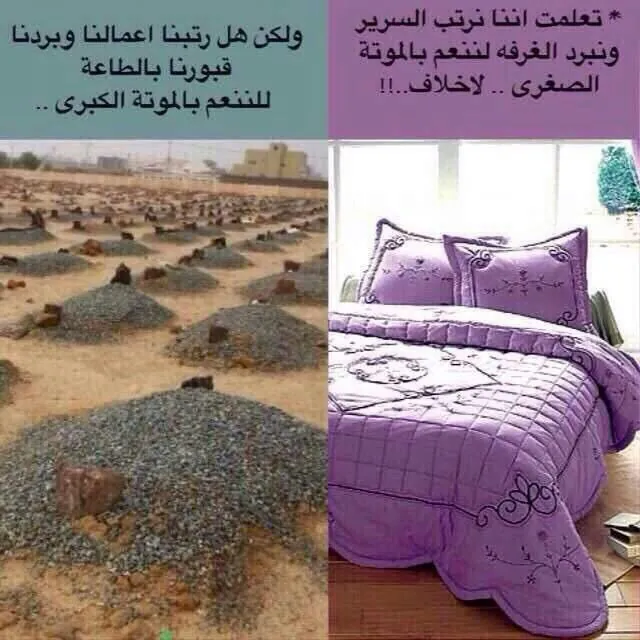 * تعلمت اننا نرتب السرير
ونبرد الغرفه لننعم بالموتة
الصغرى .. لاخلاف..!!
ولكن هل رتبنا اعمالنا وبردنا
قبورنا بالطاعة
للننعم بالموتة الكبرى ..